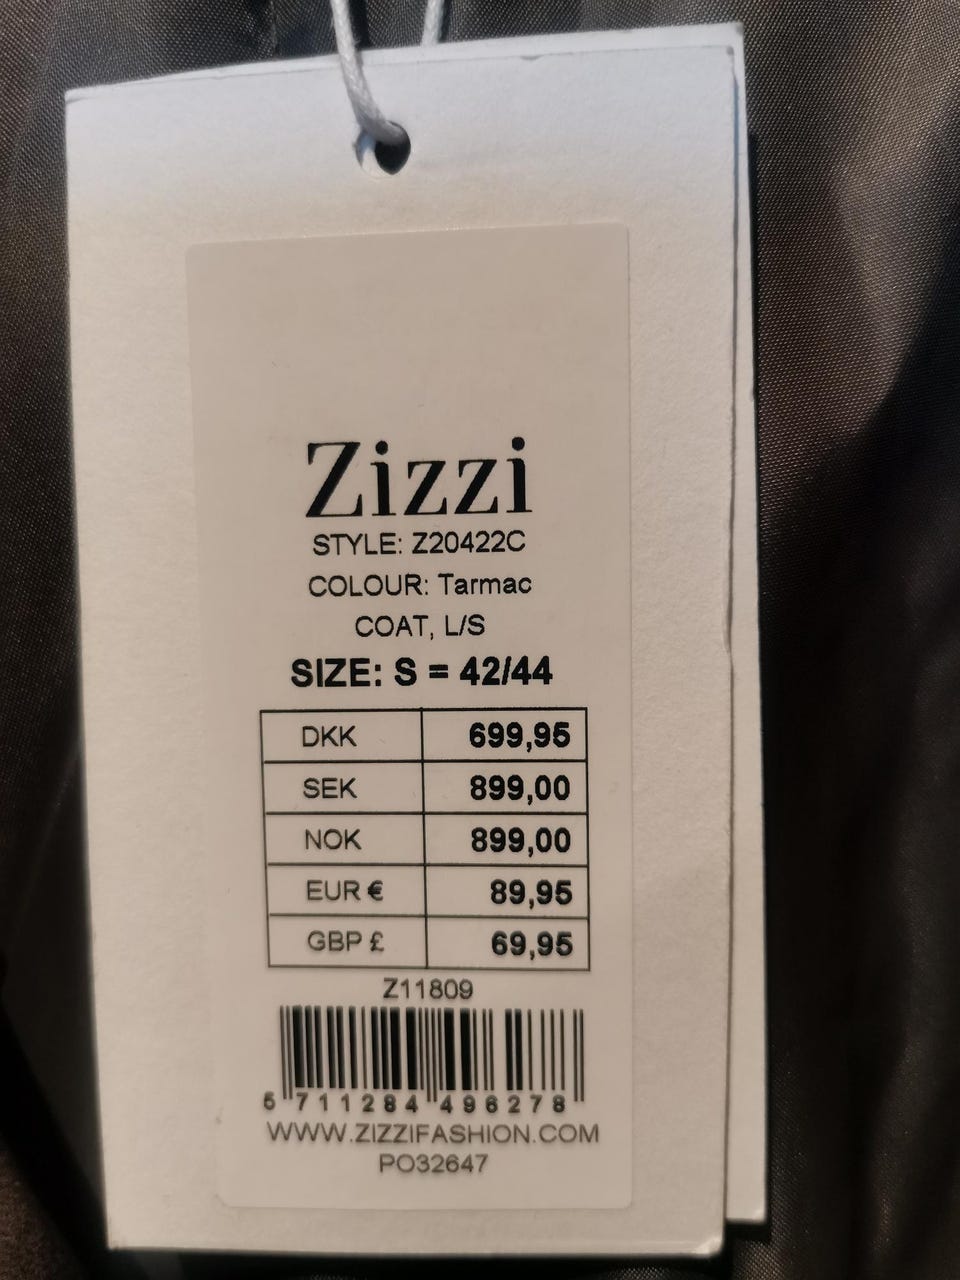 Zizzi
STYLE: Z20422C
COLOUR: Tarmac
COAT, L/S
SIZE: S = 42/44
DKK 699,95
SEK 899,00
NOK 899,00
EUR € 89,95
GBP £ 69,95
Z11809
5 711284 496278
WWW.ZIZZIFASHION.COM
PO32647